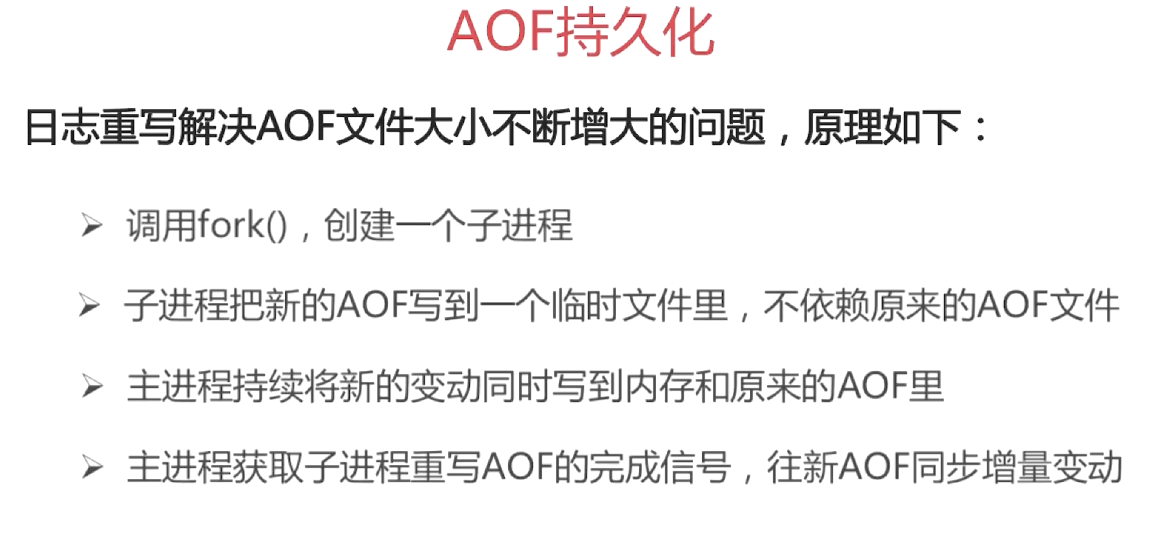 AOF持久化
日志重写解决AOF文件大小不断增大的问题，原理如下：
➢ 调用fork()，创建一个子进程
➢ 子进程把新的AOF写到一个临时文件里，不依赖原来的AOF文件
➢ 主进程持续将新的变动同时写到内存和原来的AOF里
➢ 主进程获取子进程重写AOF的完成信号，往新AOF同步增量变动